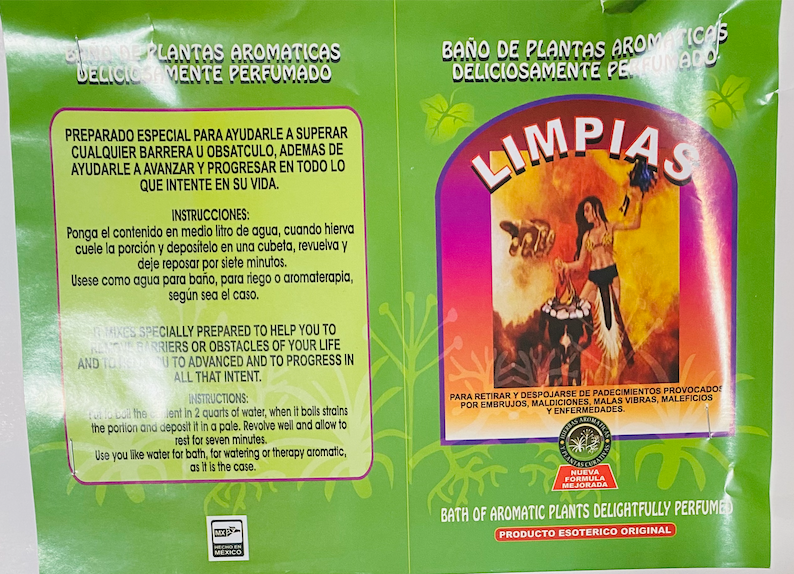 BAÑO DE PLANTAS AROMATICAS
DELICIOSAMENTE PERFUMADO
PREPARADO ESPECIAL PARA AYUDARLE A SUPERAR
CUALQUIER BARRERA U OBSATCULO, ADEMAS DE
AYUDARLE A AVANZAR Y PROGRESAR EN TODO LO
QUE INTENTE EN SU VIDA.
INSTRUCCIONES:
Ponga el contenido en medio litro de agua, cuando hierva
cuele la porción y depositelo en una cubeta, revuelva y
deje reposar por siete minutos.
Usese como agua para baño, para riego o aromaterapia,
según sea el caso.
IT MIXES SPECIALLY PREPARED TO HELP YOU TO
BARRIERS OR OBSTACLES OF YOUR LIFE
AND TO YOU TO ADVANCED AND TO PROGRESS IN
ALL THAT INTENT.
INSTRUCTIONS:
to boil the in 2 quarts of water, when it boils strains
the portion and deposit it in a pale. Revolve well and allow to
rest for seven minutes.
Use you like water for bath, for watering or therapy aromatic,
as it is the case.
MX
HECHO EN
MEXICO
BAÑO DE PLANTAS AROMATICAS
DELICIOSAMENTE PERFUMADO
LIMPIAS
PARA RETIRAR Y DESPOJARSE DE PADECIMIENTOS PROVOCADOS
POR EMBRUJOS, MALDICIONES, MALAS VIBRAS, MALEFICIOS
Y ENFERMEDADES.
HIERBAS AROMATICAS
Y PLANTAS CURATIVAS
NUEVA
FORMULA
MEJORADA
BATH OF AROMATIC PLANTS DELIGHTFULLY PERFUMED
PRODUCTO ESOTERICO ORIGINAL